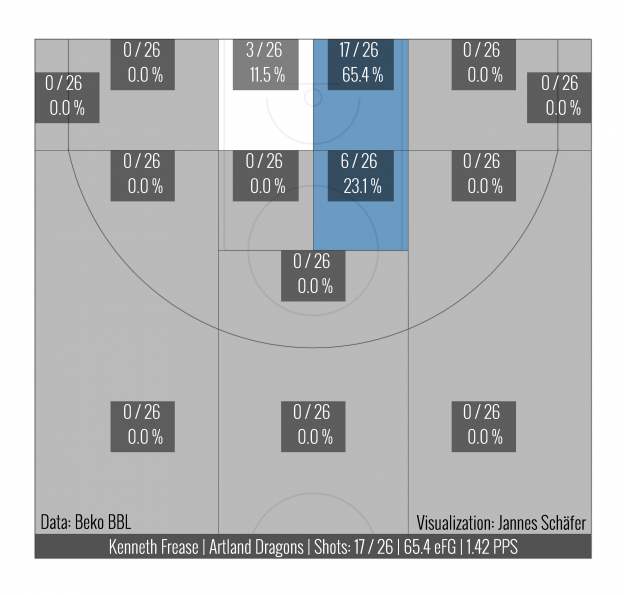 0 / 26
0.0 %
3 / 26
11.5 %
17 / 26
65.4 %
0 / 26
0.0 %
0 / 26
0.0 %
0 / 26
0.0 %
0 / 26
0.0 %
0 / 26
0.0 %
6 / 26
23.1 %
0 / 26
0.0 %
0 / 26
0.0 %
0 / 26
0.0 %
0 / 26
0.0 %
0 / 26
0.0 %
Data: Beko BBL
Visualization: Jannes Schäfer
Kenneth Frease | Artland Dragons | Shots: 17 / 26 | 65.4 eFG | 1.42 PPS